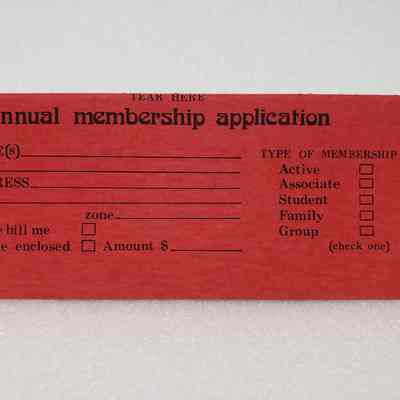 TEAR HERE
nnual membership application
E(S)
RESS
zone
e bill me
e enclosed Amount $
TYPE OF MEMBERSHIP
Active
Associate
Student
Family
Group
(check one)